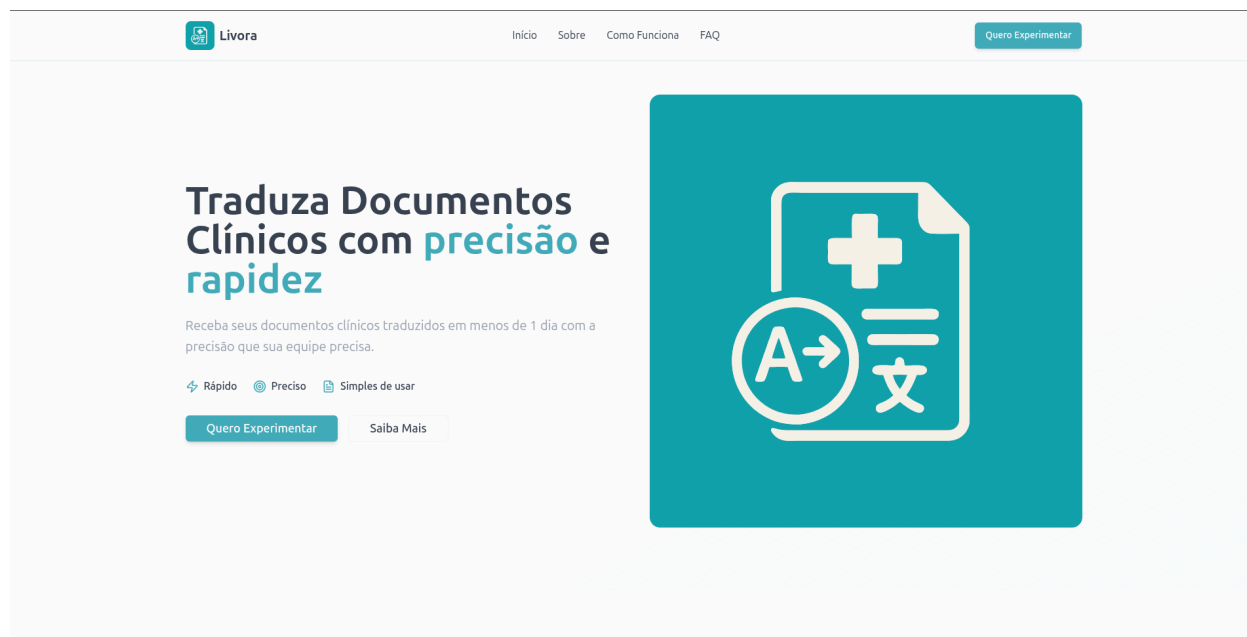 Livora
Início
Sobre
Como Funciona
FAQ
Quero Experimentar
Traduza Documentos
Clínicos com precisão e
rapidez
Receba seus documentos clínicos traduzidos em menos de 1 dia com a
precisão que sua equipe precisa.
Rápido
Preciso
Simples de usar
Quero Experimentar
Saiba Mais
A
文